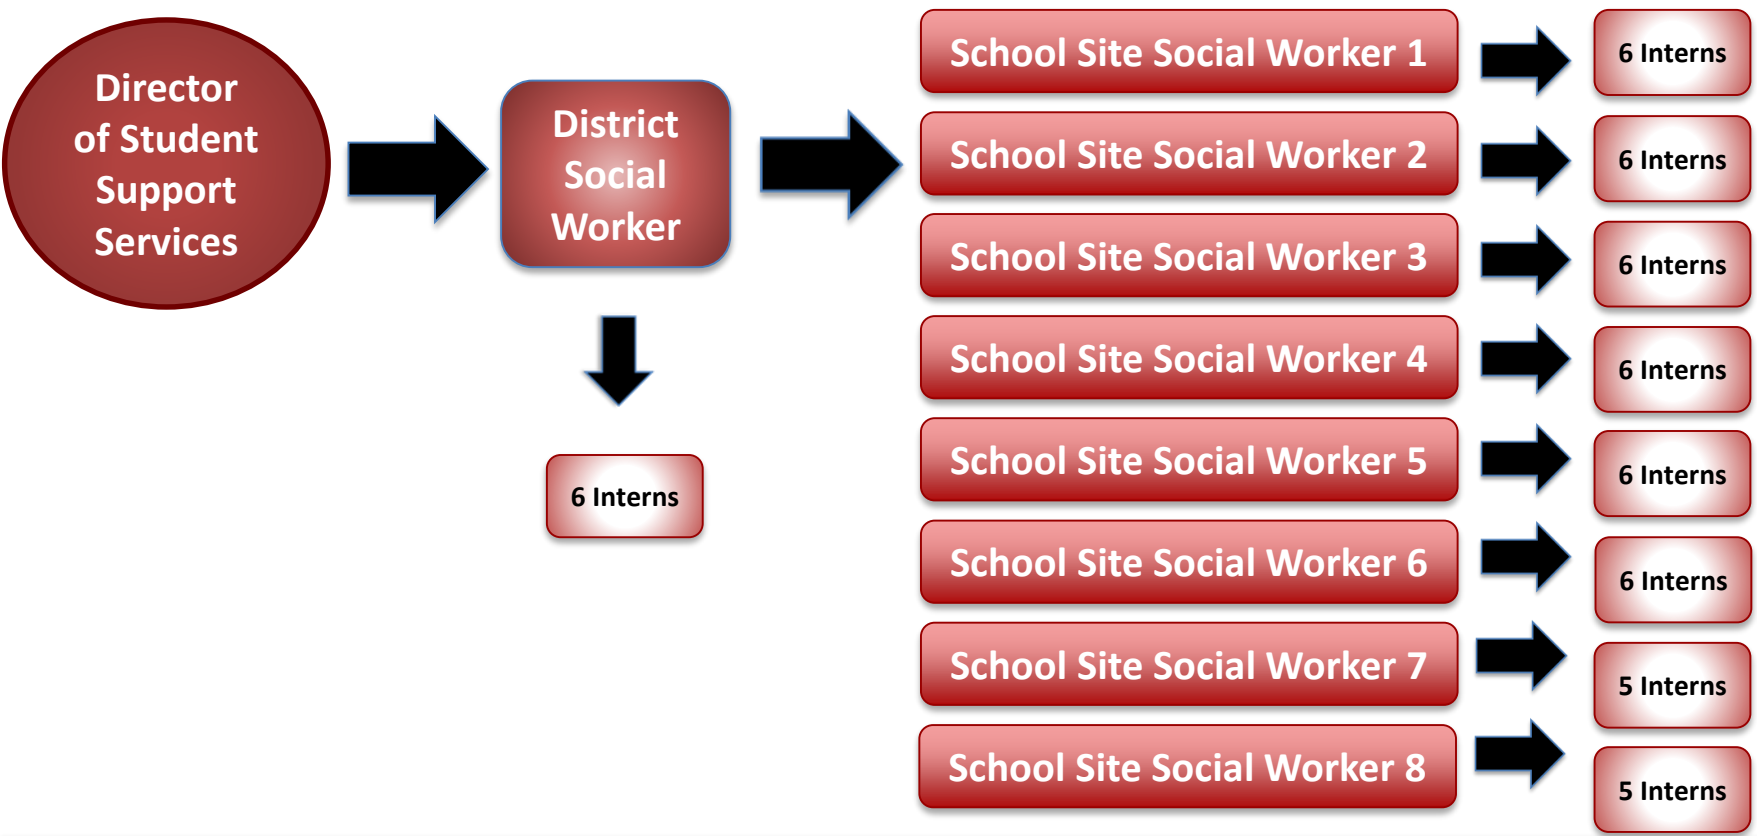 Director
of Student
Support
Services
District
Social
Worker
6 Interns
School Site Social Worker 1
6 Interns
School Site Social Worker 2
6 Interns
School Site Social Worker 3
6 Interns
School Site Social Worker 4
6 Interns
School Site Social Worker 5
6 Interns
School Site Social Worker 6
6 Interns
School Site Social Worker 7
5 Interns
School Site Social Worker 8
5 Interns